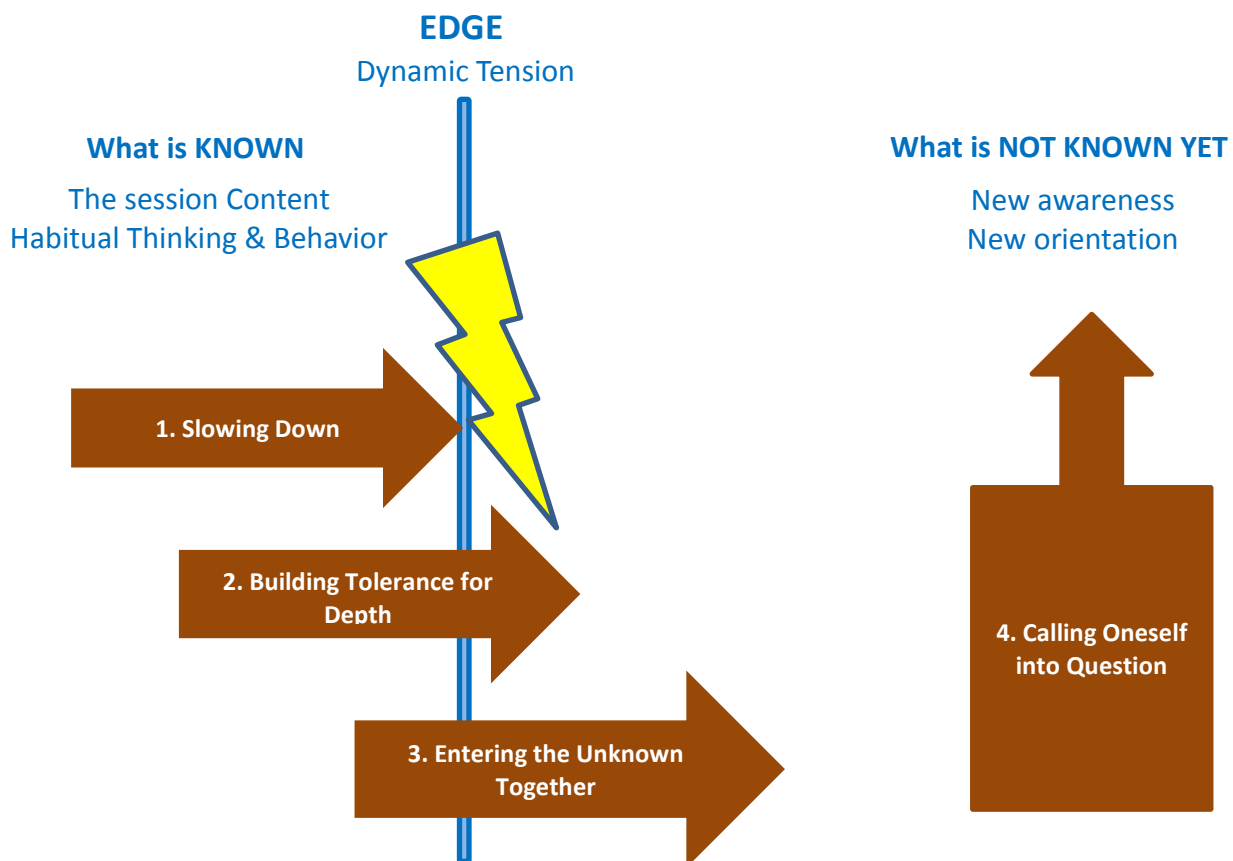 EDGE
Dynamic Tension
What is KNOWN
The session Content
Habitual Thinking & Behavior
What is NOT KNOWN YET
New awareness
New orientation
1. Slowing Down
2. Building Tolerance for
Depth
3. Entering the Unknown
Together
4. Calling Oneself
into Question